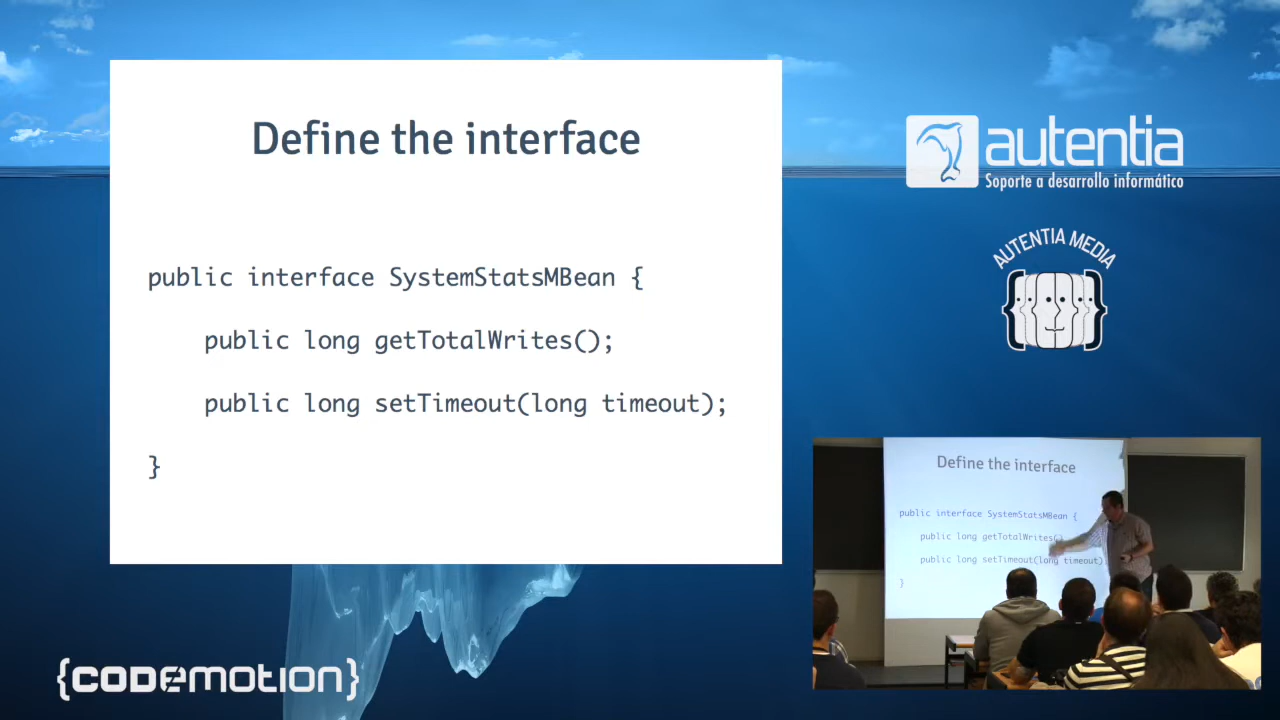 Define the interface
public interface SystemStatsMBean {
public long getTotalWrites();
public long setTimeout(long timeout);
}
autentia
Soporte a desarrollo informático
AUTENTIA MEDIA
Define the interface
public interface SystemStatsMBean {
public long getTotalWrites()
public long setTimeout(long timeout)
}
{CODEMOTION}